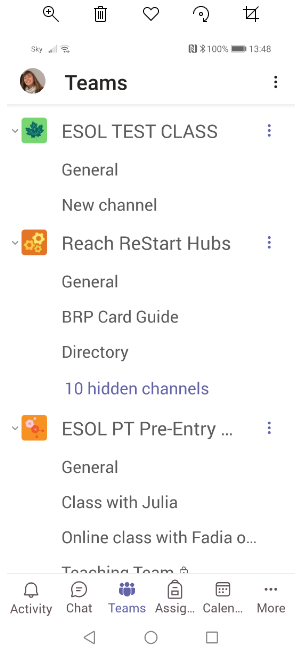 Sky 100% 13:48
Teams
ESOL TEST CLASS
General
New channel
Reach ReStart Hubs
General
BRP Card Guide
Directory
10 hidden channels
ESOL PT Pre-Entry ...
General
Class with Julia
Online class with Fadia o...
Teaching Team
Activity Chat Teams Assig... Calen... More